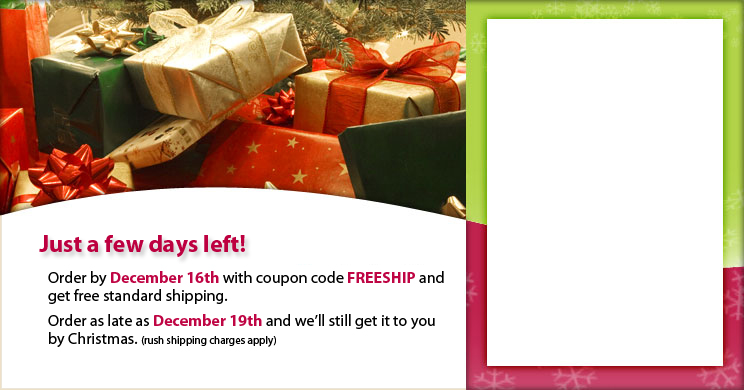 Just a few days left!
Order by December 16th with coupon code FREESHIP and
get free standard shipping.
Order as late as December 19th and we'll still get it to you
by Christmas. (rush shipping charges apply)